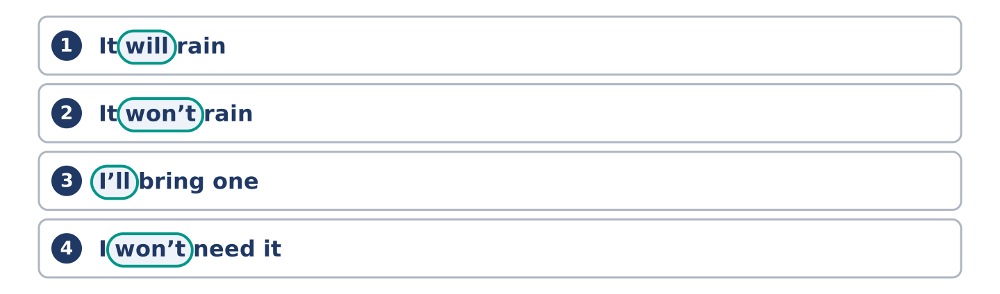 1 It will rain
2 It won’t rain
3 I’ll bring one
4 I won’t need it